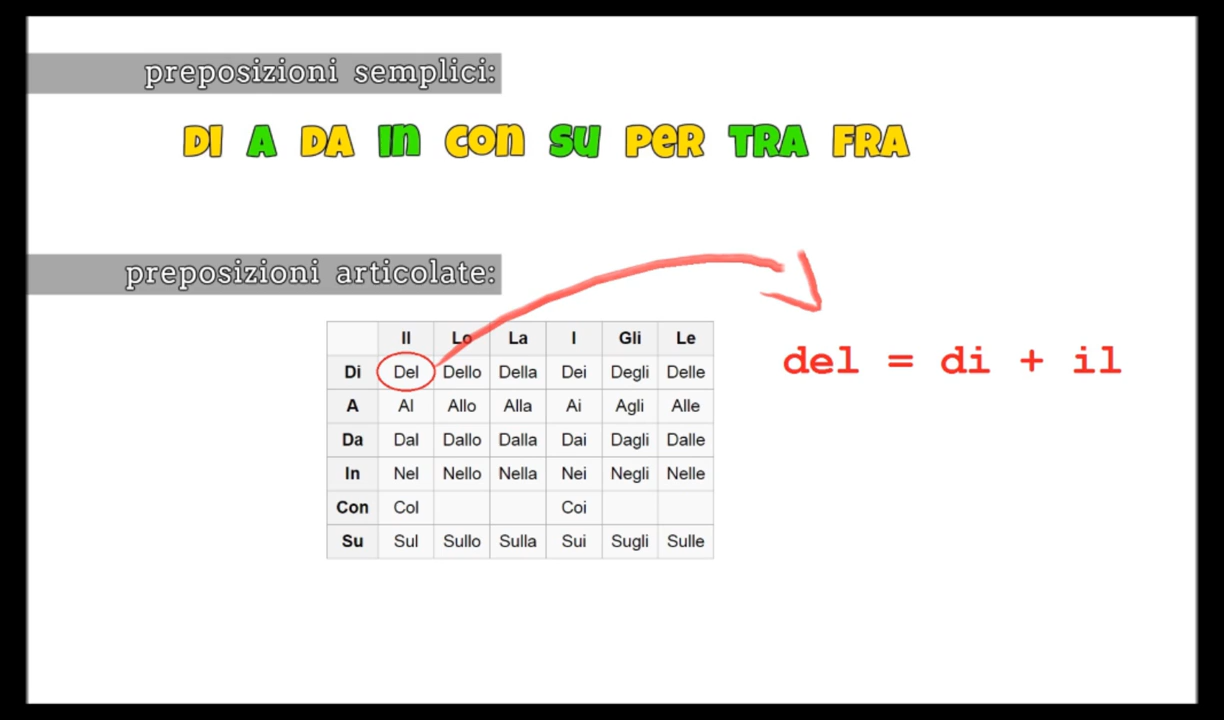 preposizioni semplici:
DI A DA In Con Su PeR TRA FRA
preposizioni articolate:
Il Lo La I Gli Le
Di Del Dello Della Dei Degli Delle
del = di + il
A Al Allo Alla Ai Agli Alle
Da Dal Dallo Dalla Dai Dagli Dalle
In Nel Nello Nella Nei Negli Nelle
Con Col Coi
Su Sul Sullo Sulla Sui Sugli Sulle